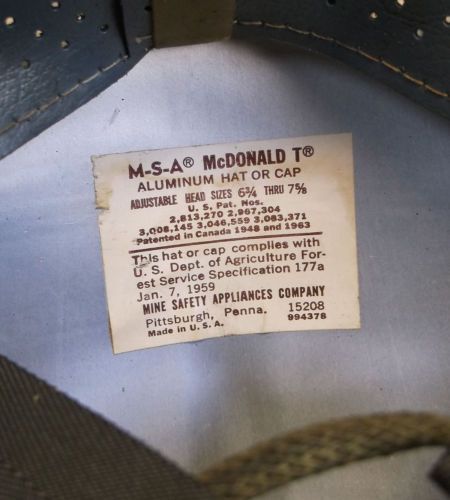 M-S-A® McDONALD T®
ALUMINUM HAT OR CAP
ADJUSTABLE HEAD SIZES 6¾ THRU 7⅝
U. S. Pat. Nos.
2,813,270 2,967,304
3,008,145 3,046,559 3,083,371
Patented in Canada 1948 and 1963
This hat or cap complies with
U. S. Dept. of Agriculture For-
est Service Specification 177a
Jan. 7, 1959
MINE SAFETY APPLIANCES COMPANY
Pittsburgh, Penna. 15208
Made in U.S.A. 994378